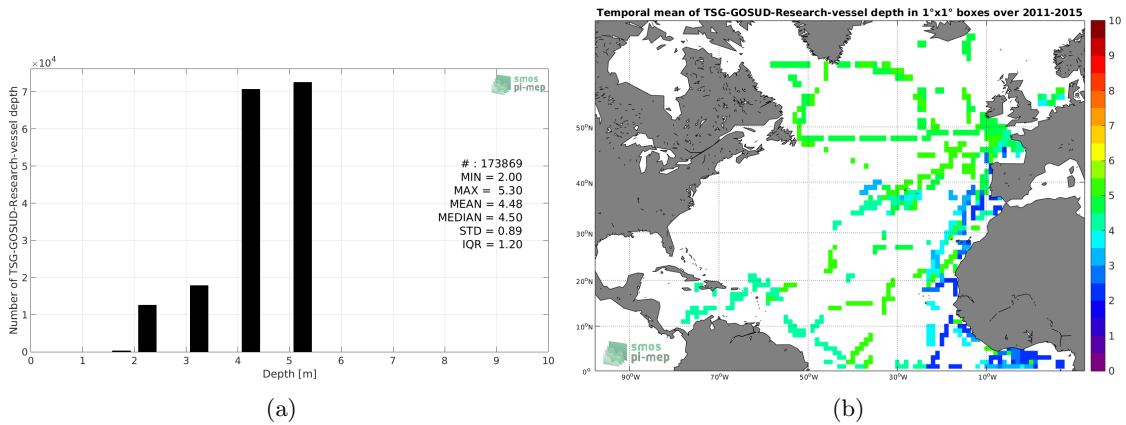 Temporal mean of TSG-GOSUD-Research-vessel depth in 1°x1° boxes over 2011-2015
×10⁴
smos
pi-mep
Number of TSG-GOSUD-Research-vessel depth
7
6
5
4
3
2
1
0
# : 173869
MIN = 2.00
MAX = 5.30
MEAN = 4.48
MEDIAN = 4.50
STD = 0.89
IQR = 1.20
0 1 2 3 4 5 6 7 8 9 10
Depth [m]
(a)
50°N
40°N
30°N
20°N
10°N
0°
90°W 70°W 50°W 30°W 10°W
smos
pi-mep
10
9
8
7
6
5
4
3
2
1
0
(b)